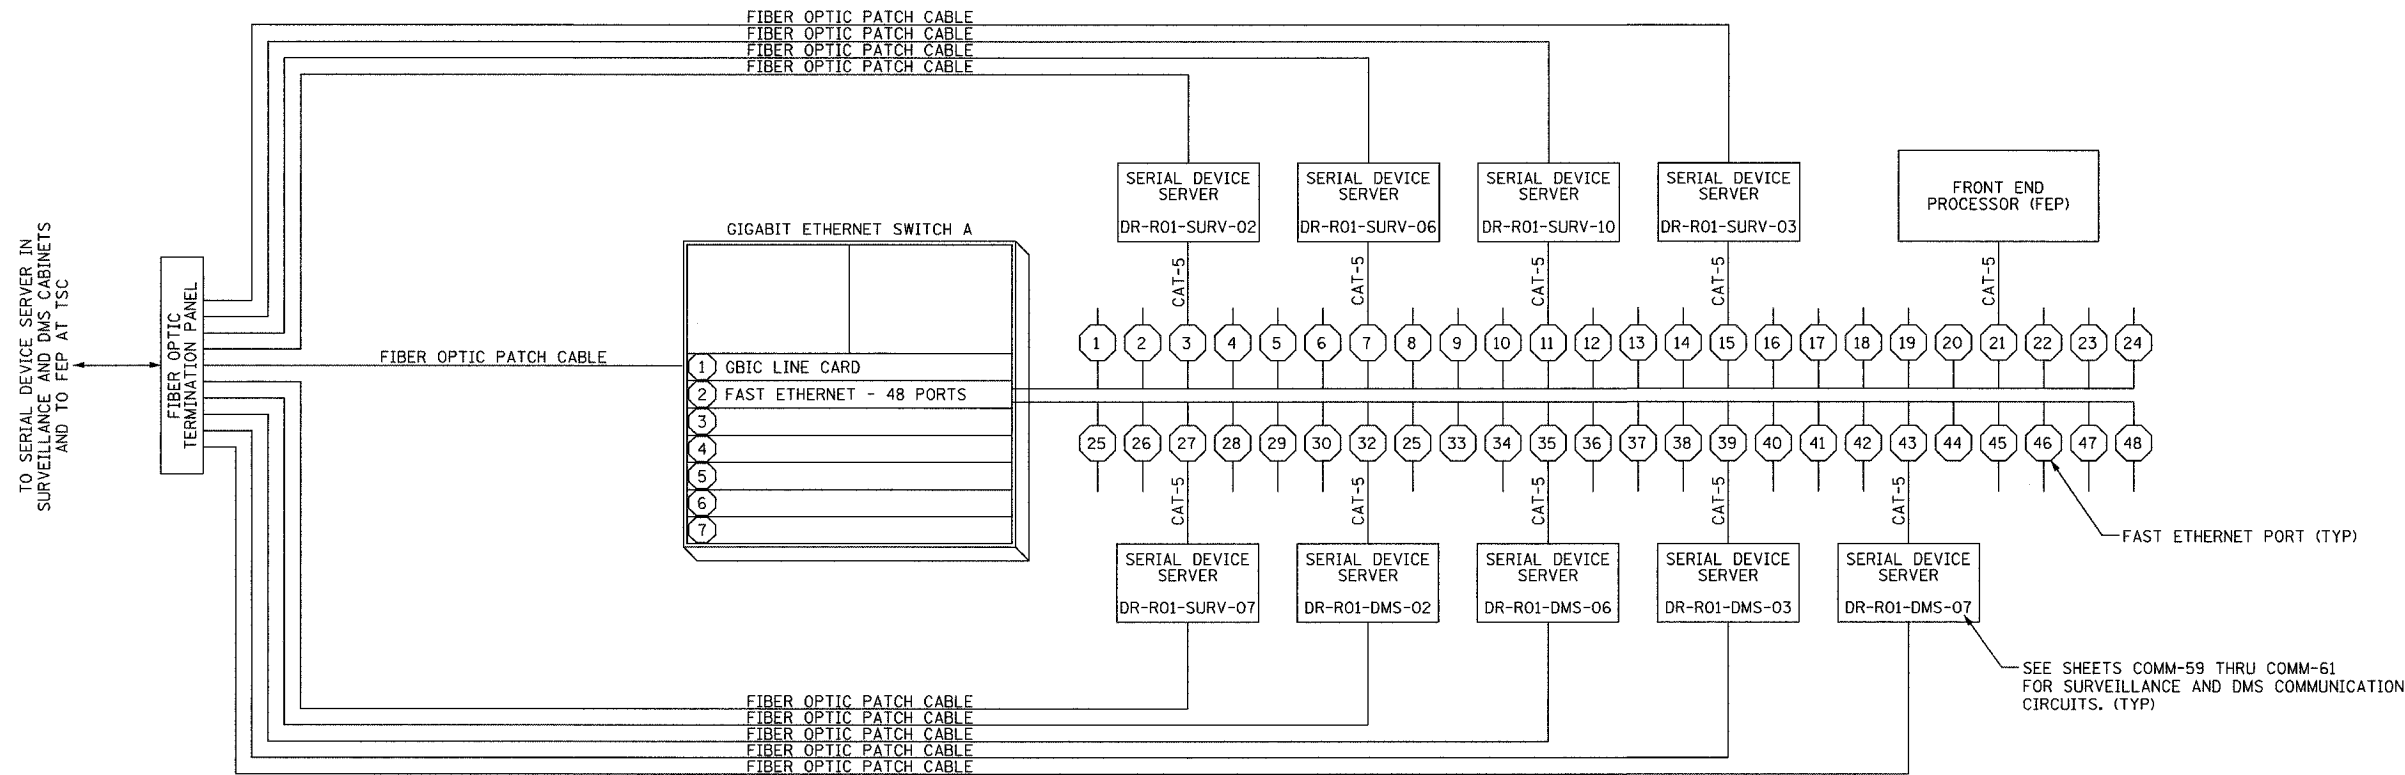 FIBER OPTIC PATCH CABLE
FIBER OPTIC PATCH CABLE
FIBER OPTIC PATCH CABLE
FIBER OPTIC PATCH CABLE
TO SERIAL DEVICE SERVER IN
SURVEILLANCE AND DMS CABINETS
AND TO FEP AT TSC
FIBER OPTIC
TERMINATION PANEL
FIBER OPTIC PATCH CABLE
GIGABIT ETHERNET SWITCH A
1 GBIC LINE CARD
2 FAST ETHERNET - 48 PORTS
3
4
5
6
7
SERIAL DEVICE
SERVER
DR-R01-SURV-02
SERIAL DEVICE
SERVER
DR-R01-SURV-06
SERIAL DEVICE
SERVER
DR-R01-SURV-10
SERIAL DEVICE
SERVER
DR-R01-SURV-03
FRONT END
PROCESSOR (FEP)
CAT-5
CAT-5
CAT-5
CAT-5
CAT-5
1 2 3 4 5 6 7 8 9 10 11 12 13 14 15 16 17 18 19 20 21 22 23 24
25 26 27 28 29 30 32 25 33 34 35 36 37 38 39 40 41 42 43 44 45 46 47 48
CAT-5
CAT-5
CAT-5
CAT-5
CAT-5
FAST ETHERNET PORT (TYP)
SERIAL DEVICE
SERVER
DR-R01-SURV-07
SERIAL DEVICE
SERVER
DR-R01-DMS-02
SERIAL DEVICE
SERVER
DR-R01-DMS-06
SERIAL DEVICE
SERVER
DR-R01-DMS-03
SERIAL DEVICE
SERVER
DR-R01-DMS-07
SEE SHEETS COMM-59 THRU COMM-61
FOR SURVEILLANCE AND DMS COMMUNICATION
CIRCUITS. (TYP)
FIBER OPTIC PATCH CABLE
FIBER OPTIC PATCH CABLE
FIBER OPTIC PATCH CABLE
FIBER OPTIC PATCH CABLE
FIBER OPTIC PATCH CABLE